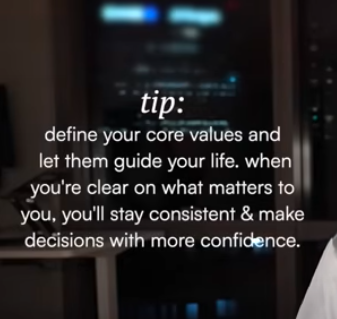 tip:
define your core values and
let them guide your life. when
you're clear on what matters to
you, you'll stay consistent & make
decisions with more confidence.